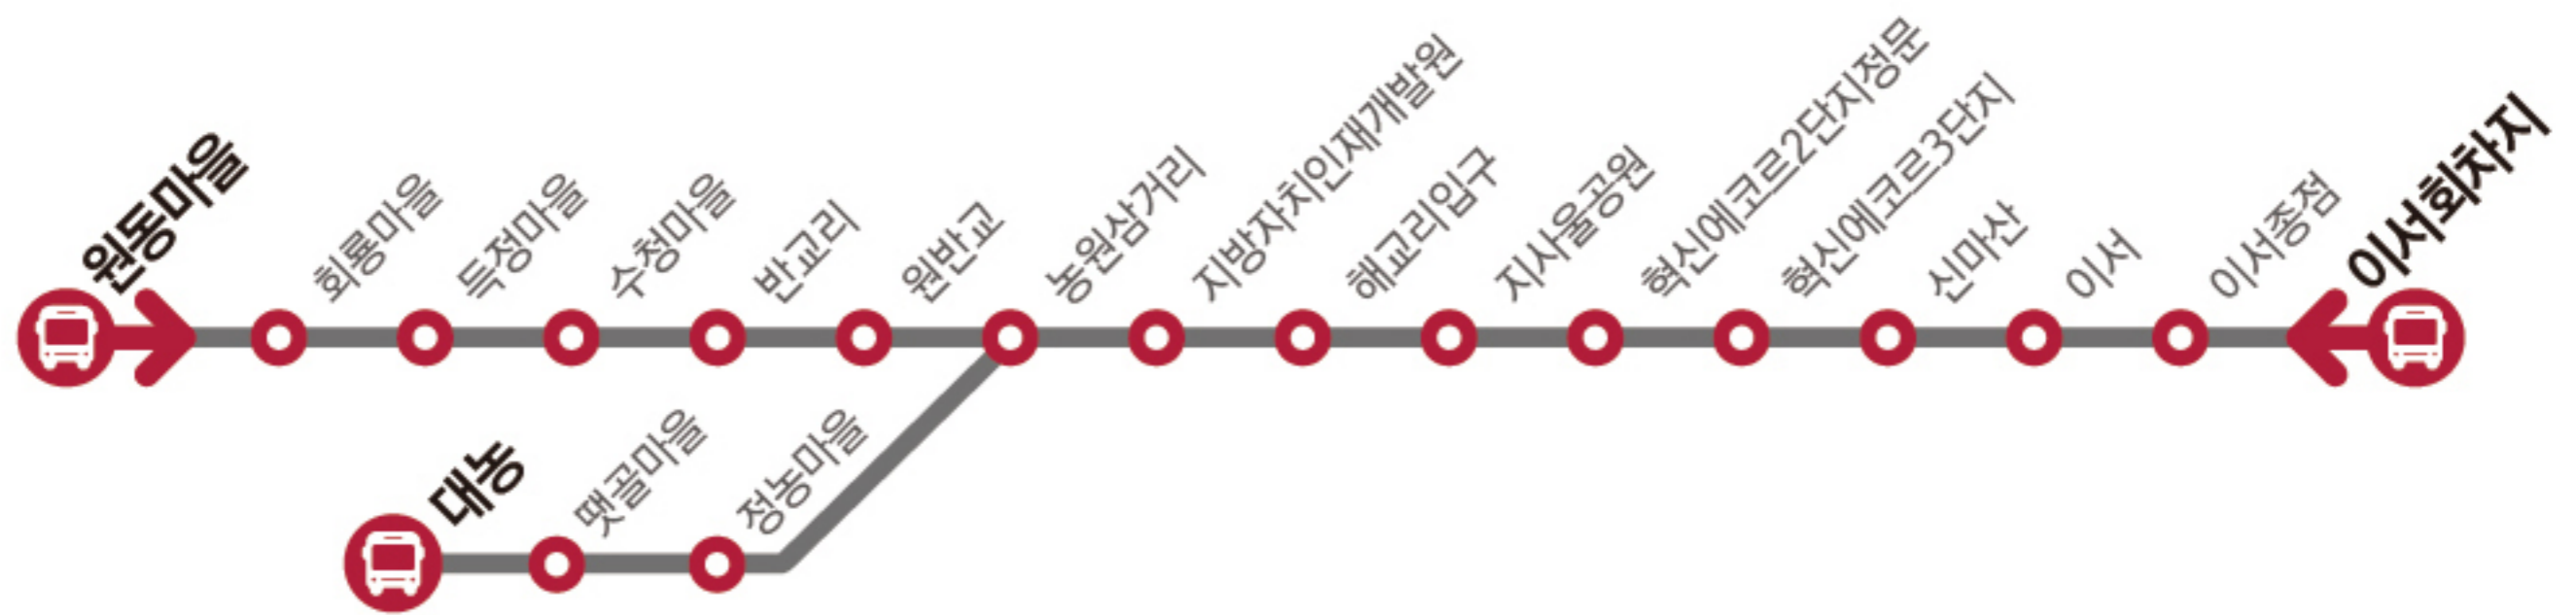 원동마을
회룡마을
득정마을
수청마을
반교리
원반교
농원삼거리
지방자치인재개발원
해교리입구
지사울공원
혁신에코르2단지정문
혁신에코르3단지
신마산
이서
이서종점
이서회차지
대농
땟골마을
정농마을